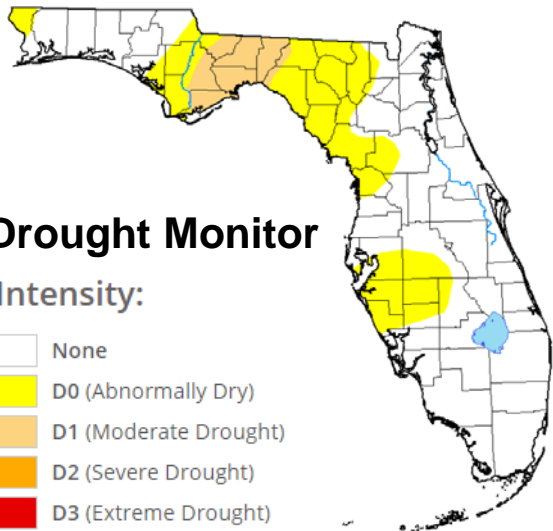 Drought Monitor
Intensity:
None
D0 (Abnormally Dry)
D1 (Moderate Drought)
D2 (Severe Drought)
D3 (Extreme Drought)